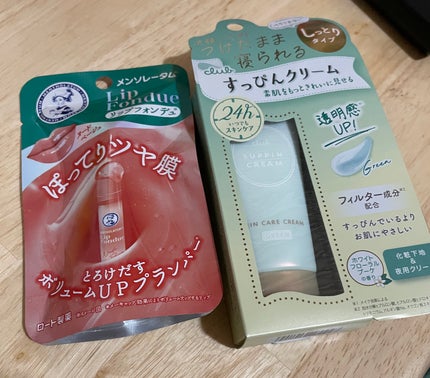 メンソレータム
Lip
Fondue
リップフォンデュ
ぽってりツヤ膜
Lip
Fondue
とろけだす
ボリュームUPプランパー
ロート製薬
しっとり
タイプ
つけたまま
寝られる
club
すっぴんクリーム
素肌をもっときれいに見せる
24h
いつでも
スキンケア
SUPPIN
CREAM
SKIN CARE CREAM
透明感
UP!
Green
フィルター成分
配合
すっぴんでいるより
お肌にやさしい
ホワイト
フローラル
ブーケ
の香り
化粧下地&
夜用クリーム